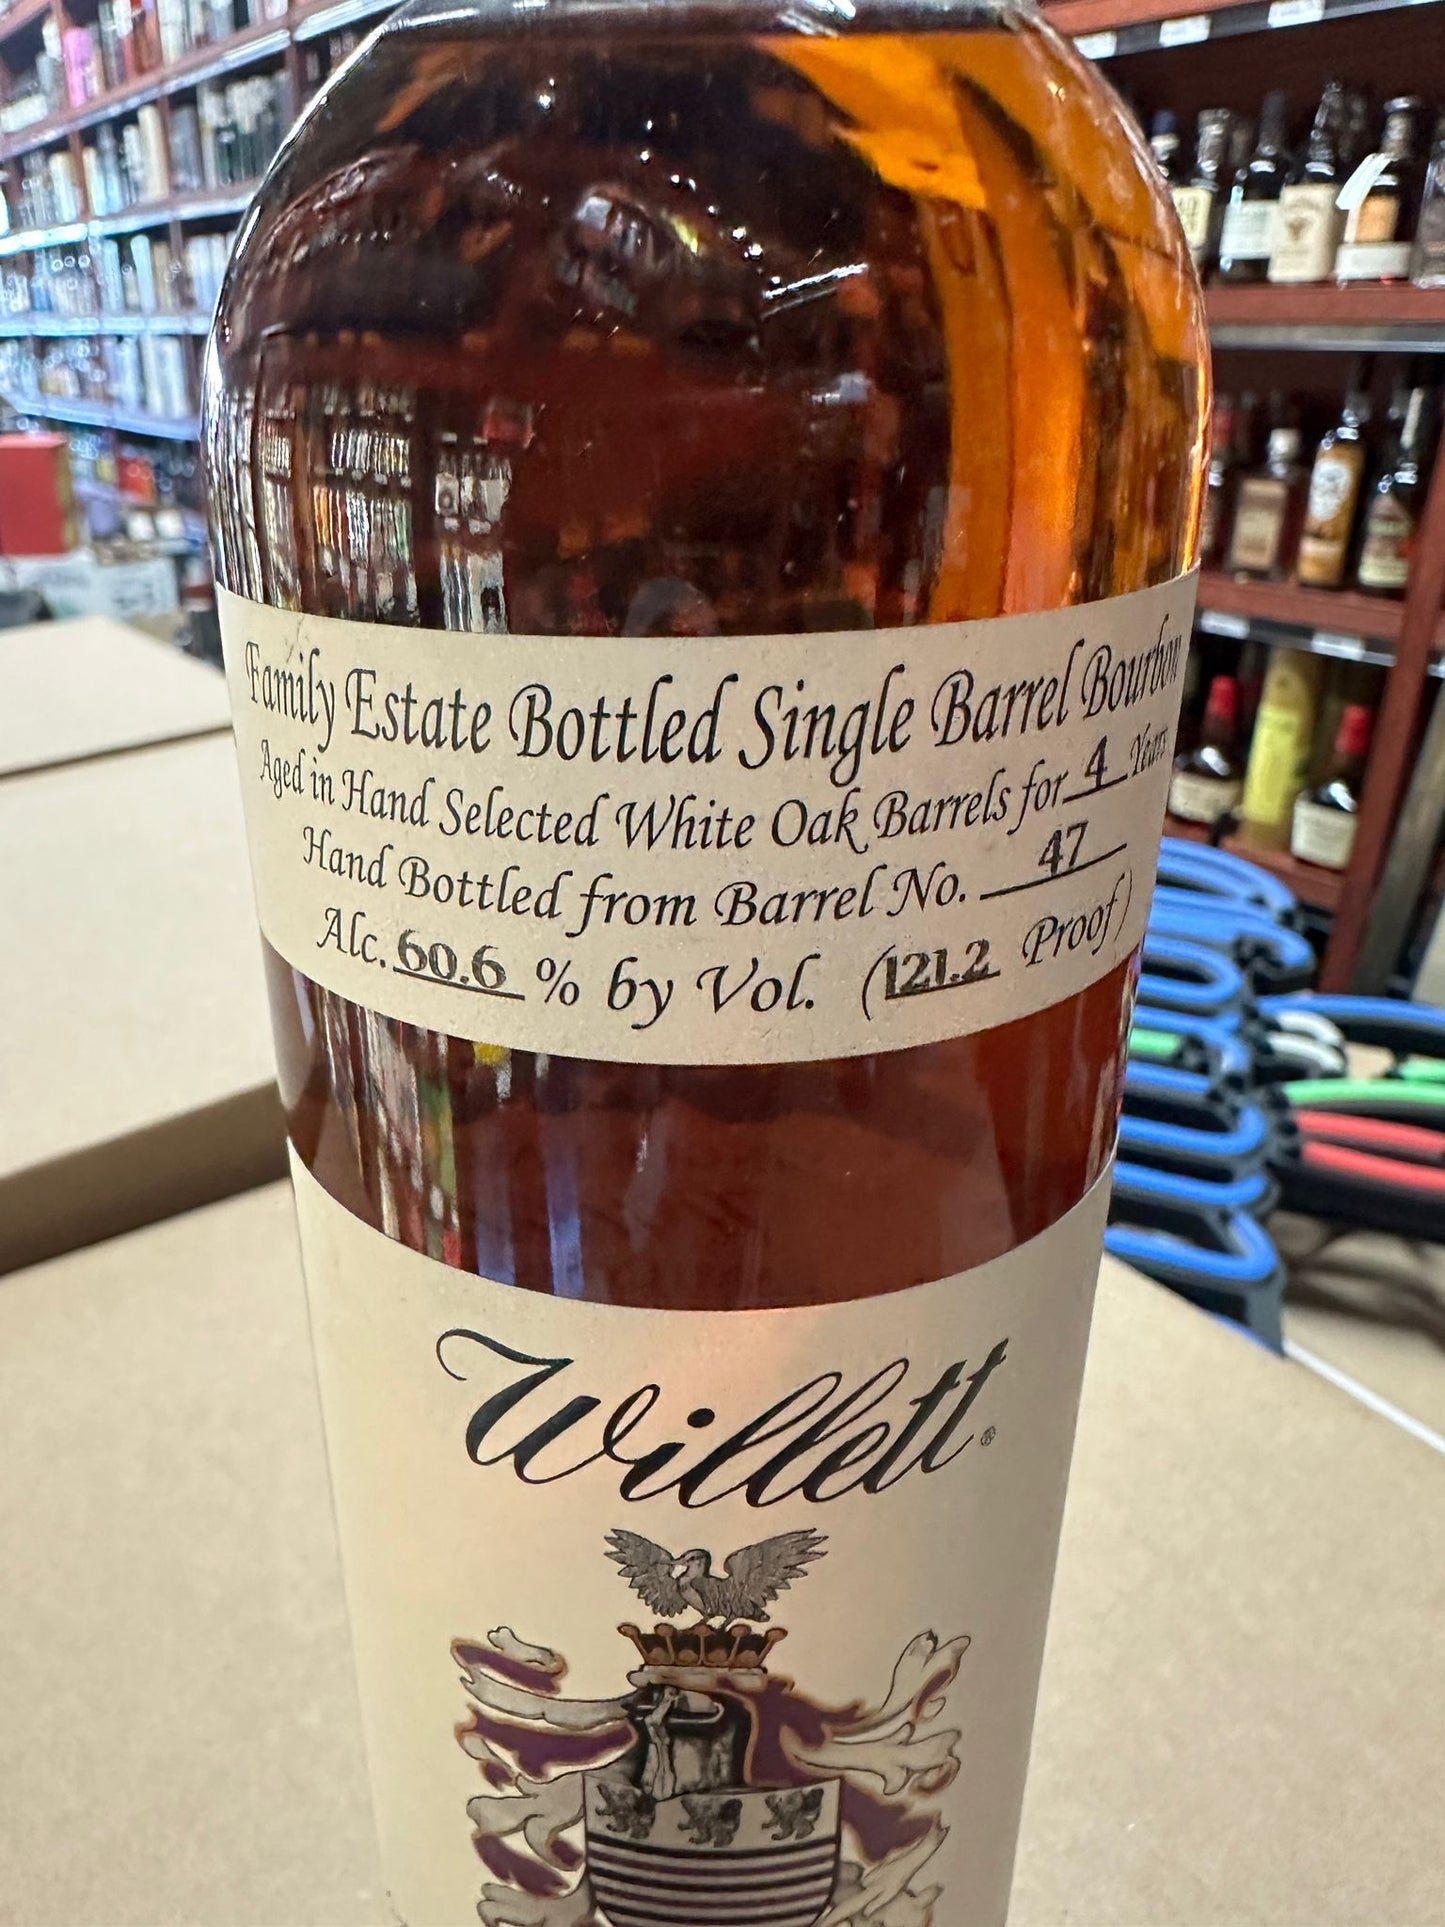 Family Estate Bottled Single Barrel Bourbon
Aged in Hand Selected White Oak Barrels for 4 Years
Hand Bottled from Barrel No. 47
Alc. 60.6 % by Vol. (121.2 Proof)
Willett®